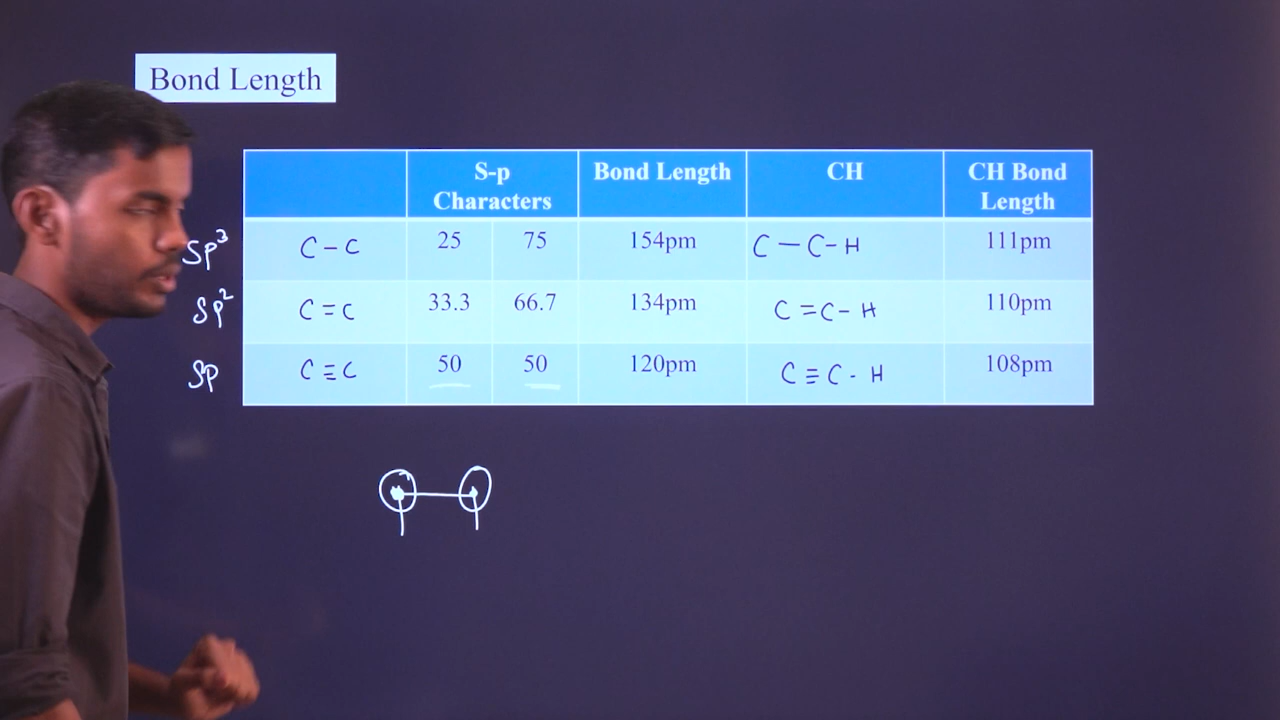 Bond Length
S-p Characters Bond Length CH CH Bond Length
Sp³ C–C 25 75 154pm C–C-H 111pm
Sp² C=C 33.3 66.7 134pm C=C-H 110pm
Sp C≡C 50 50 120pm C≡C-H 108pm